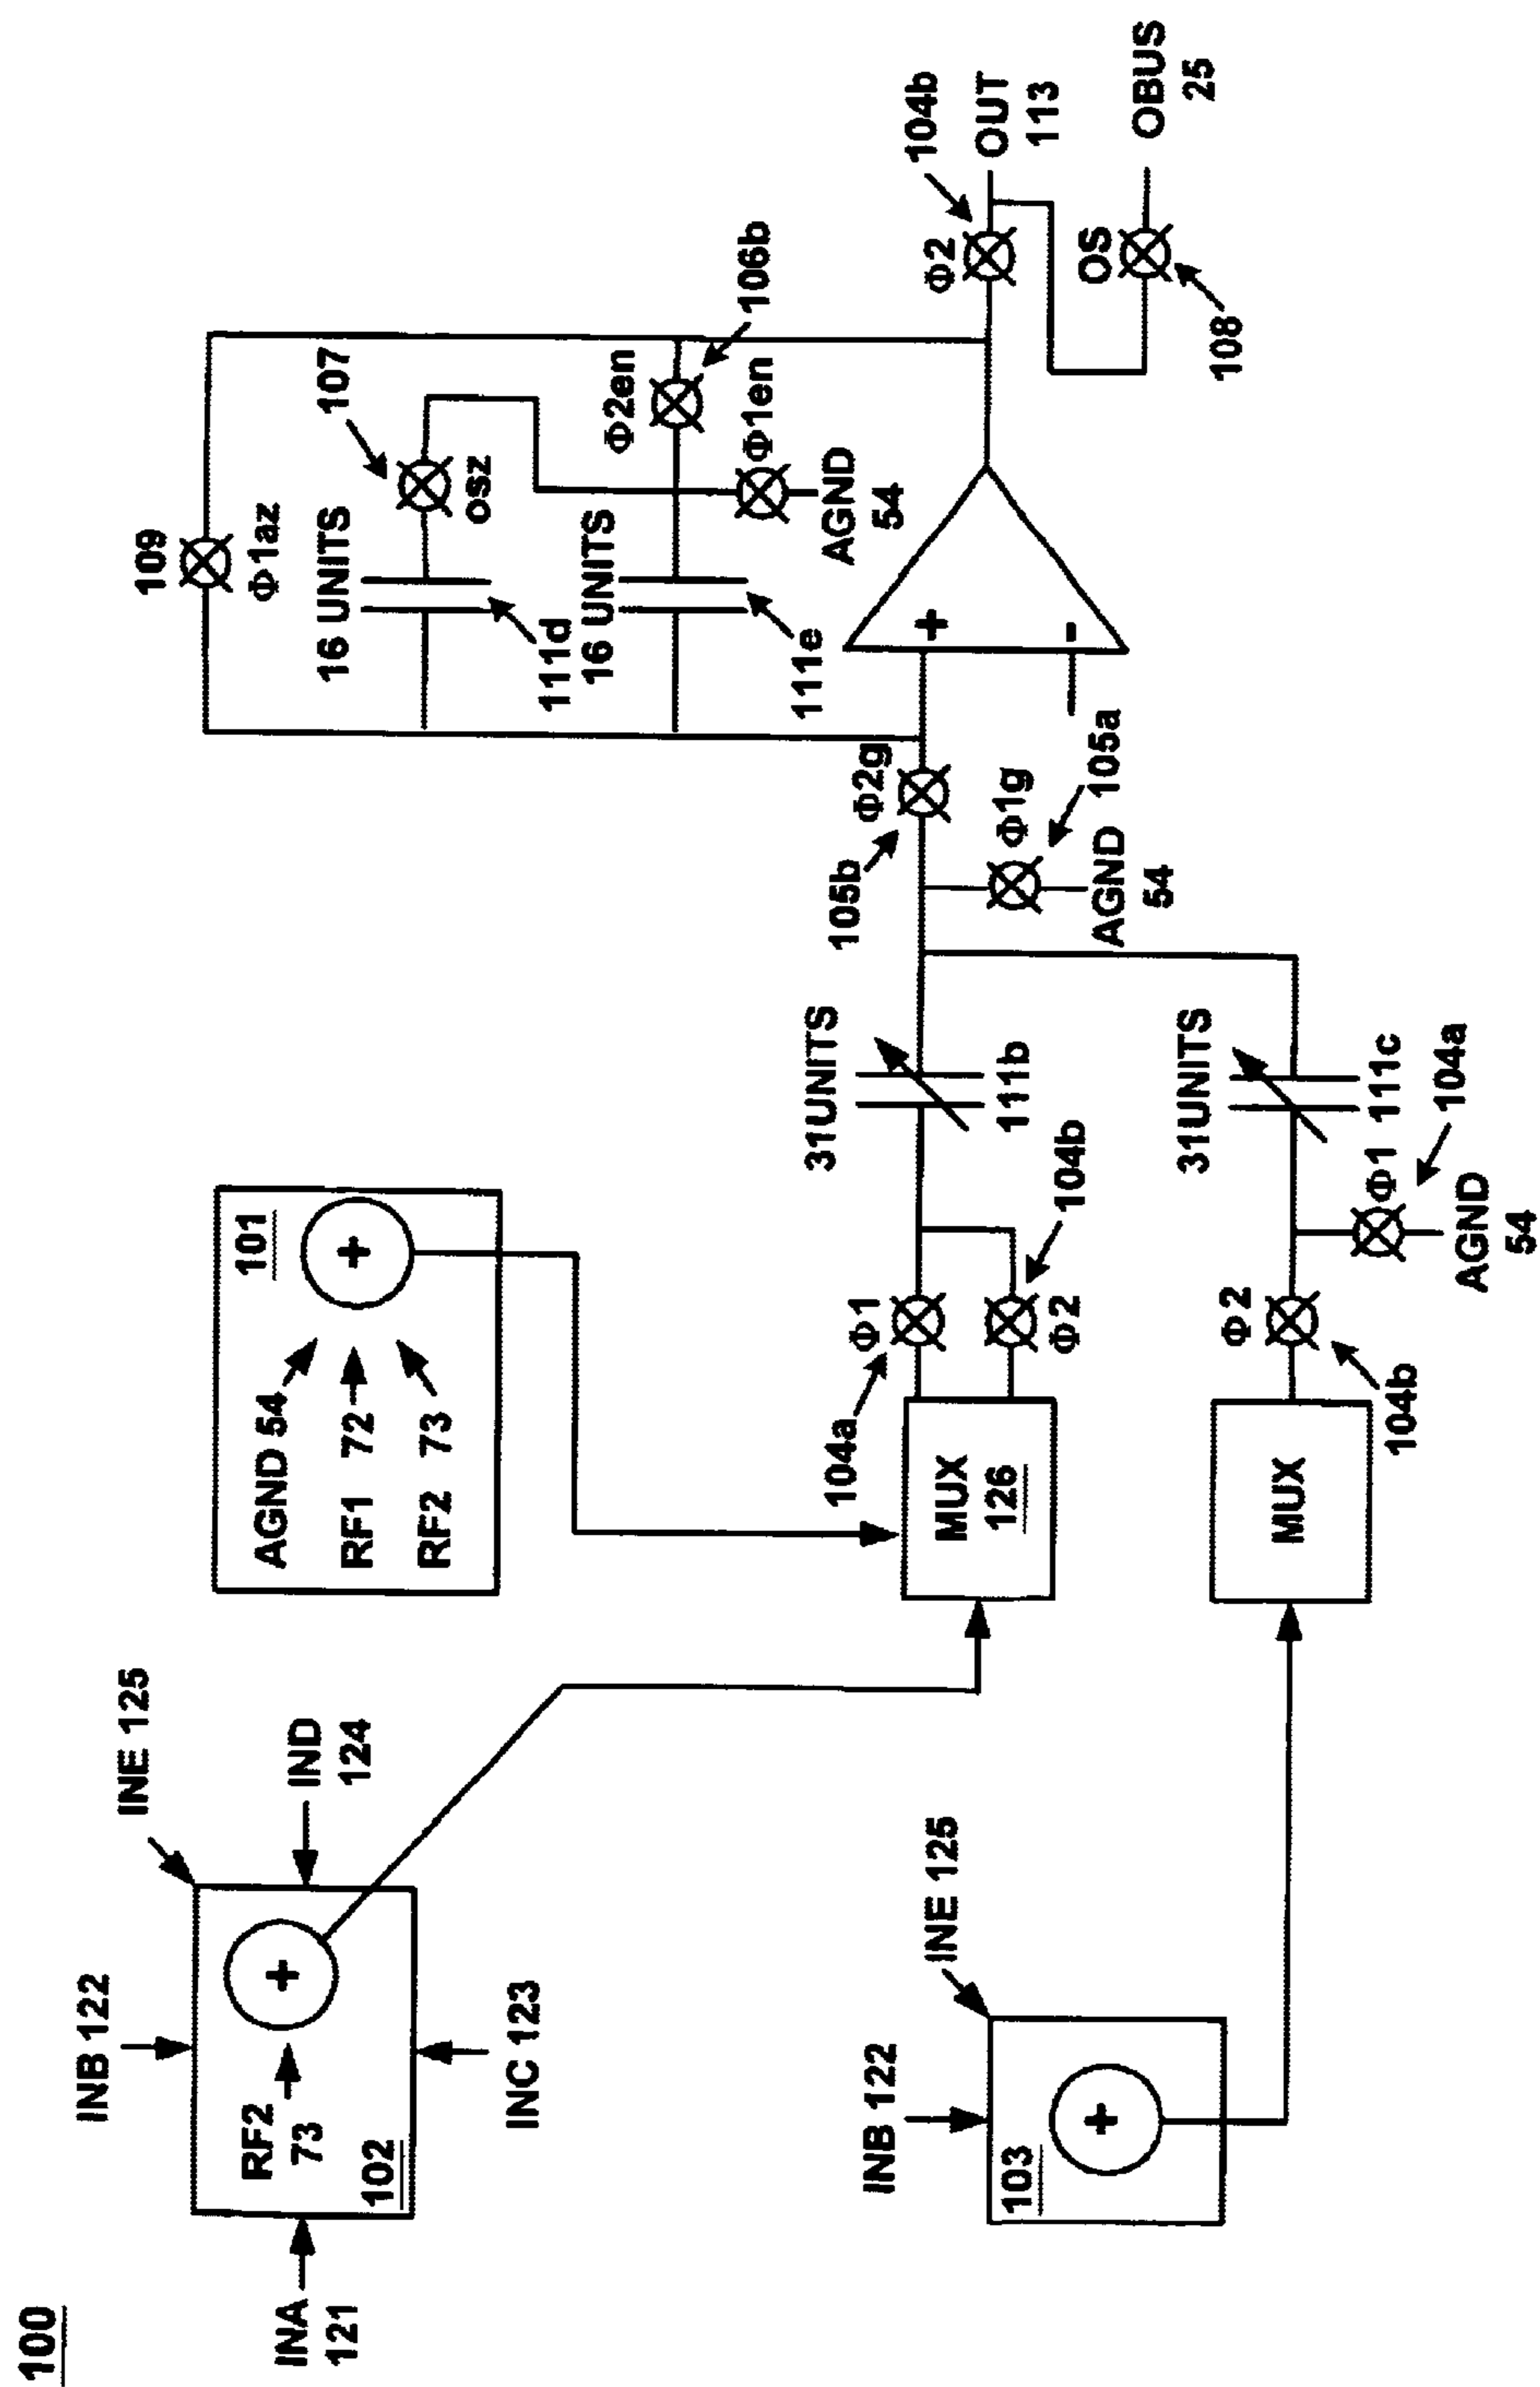 100
INA
121
INB 122
INE 125
IND
124
RF2
73
102
INC 123
INB 122
INE 125
103
101
AGND 54
RF1 72
RF2 73
MUX
126
MUX
104a
Φ1
Φ2
104b
Φ2
104b
31UNITS
111b
31UNITS
111c
Φ1
104a
AGND
54
105b
Φ2g
Φ1g
105a
AGND
54
109
Φ1az
16 UNITS
111d
107
osz
16 UNITS
111e
Φ2en
106b
Φ1en
AGND
54
+
-
Φ2
104b
OUT
113
OS
108
OBUS
25
+
+
+